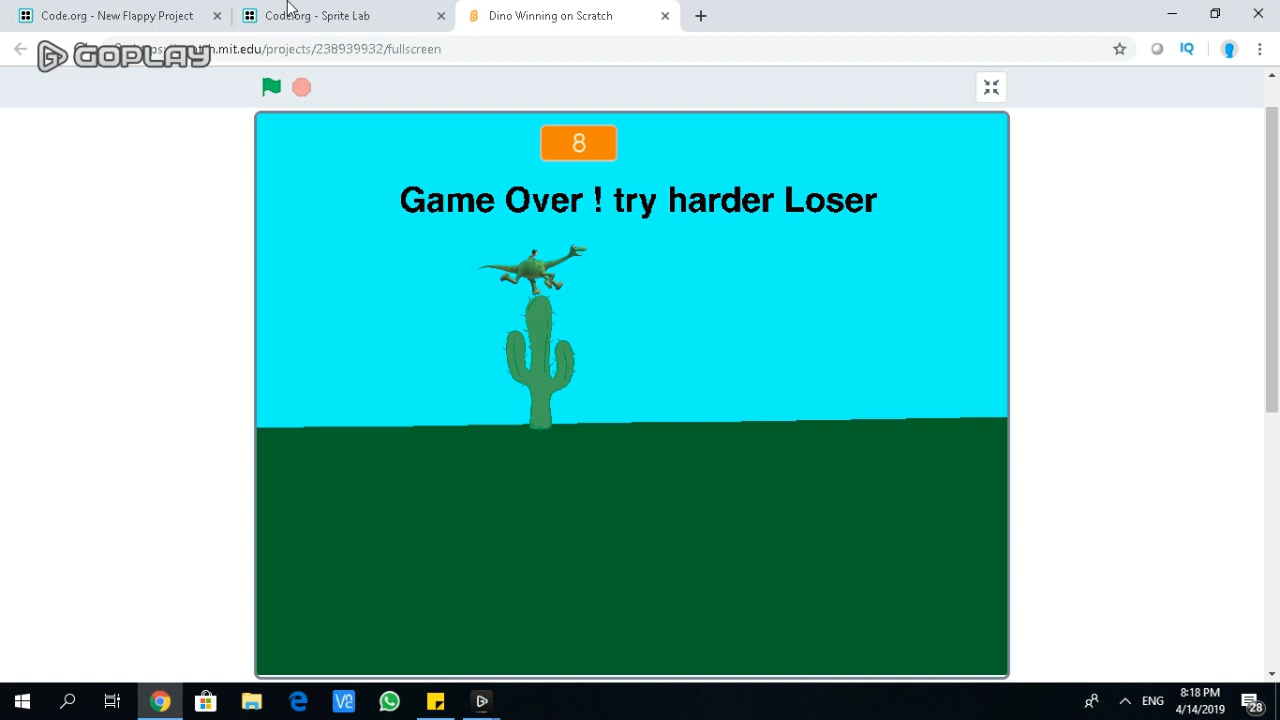 Code.org - New Flappy Project
Code.org - Sprite Lab
Dino Winning on Scratch
GOPLAY
.mit.edu/projects/238939932/fullscreen
IQ
8
Game Over ! try harder Loser
ENG
8:18 PM
4/14/2019
28